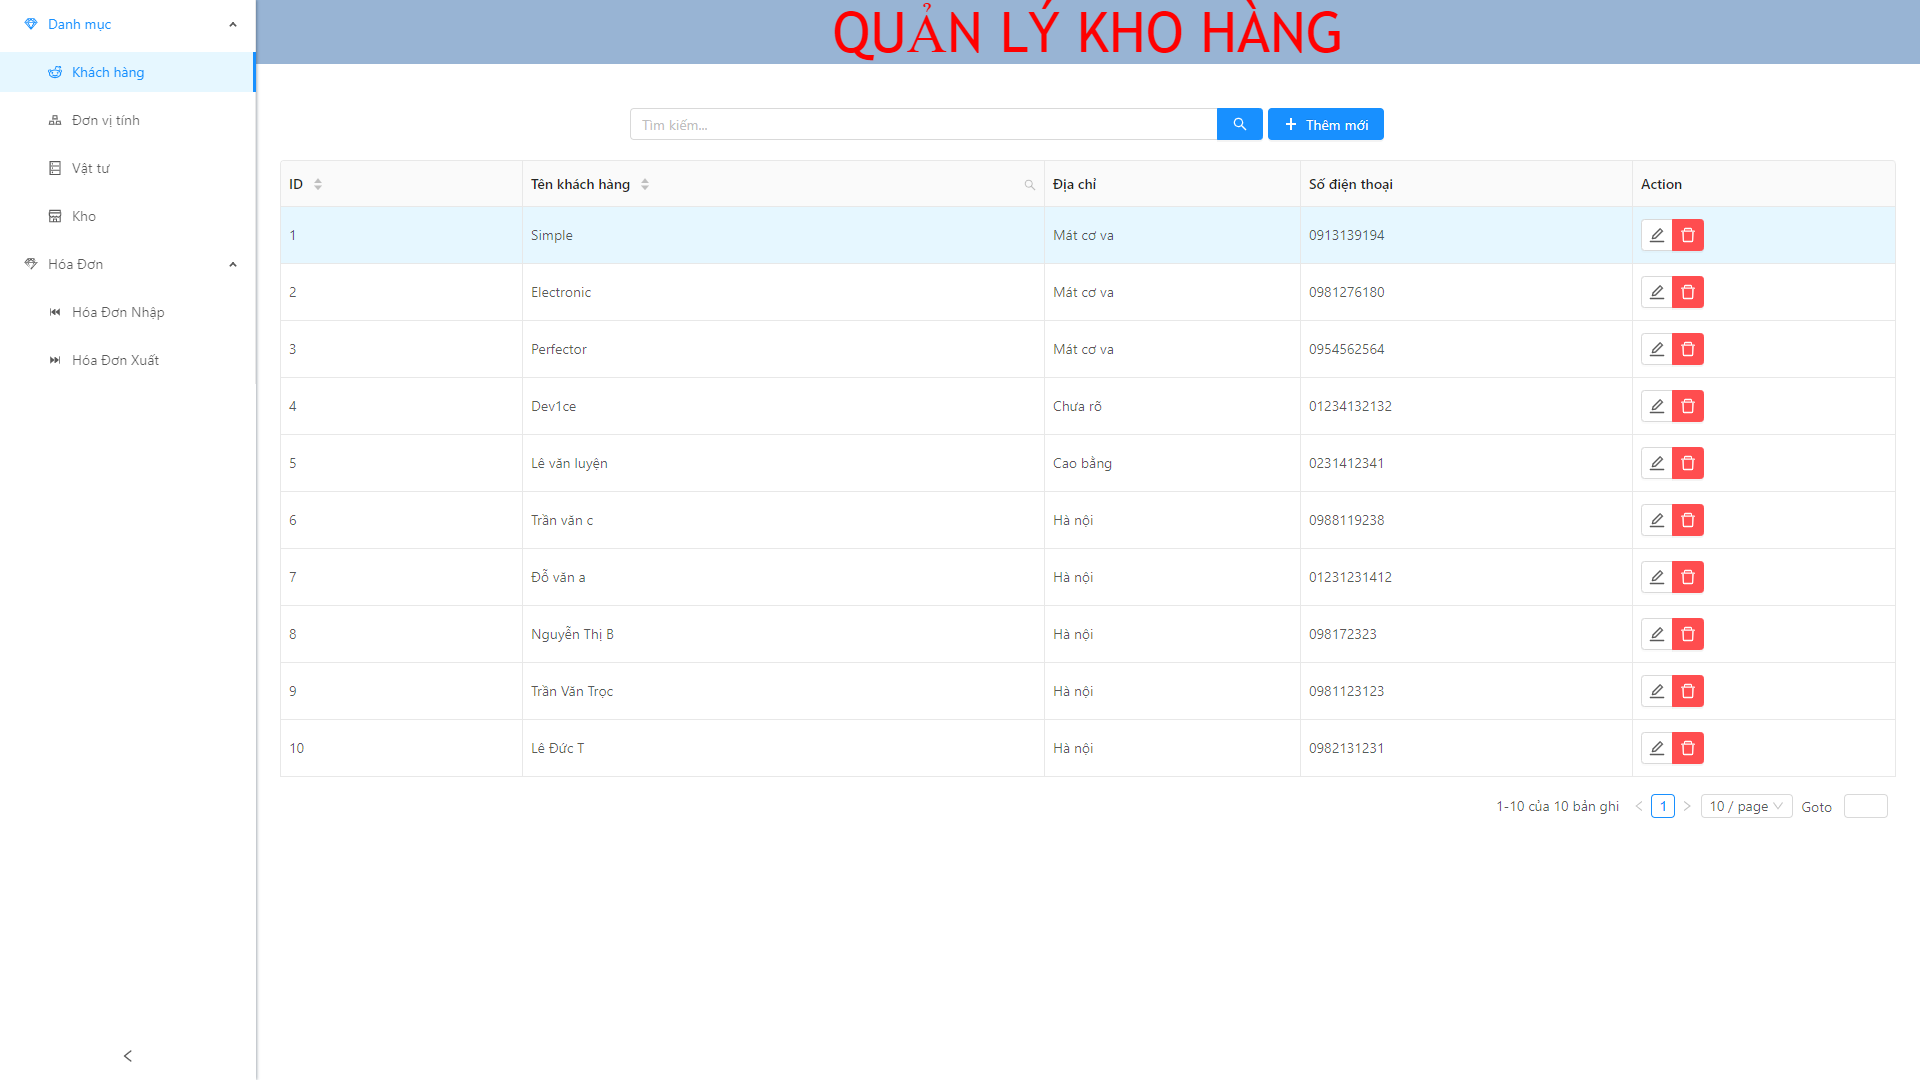 Danh mục
Khách hàng
Đơn vị tính
Vật tư
Kho
Hóa Đơn
Hóa Đơn Nhập
Hóa Đơn Xuất
QUẢN LÝ KHO HÀNG
Tìm kiếm...
Thêm mới
ID Tên khách hàng Địa chỉ Số điện thoại Action
1 Simple Mát cơ va 0913139194
2 Electronic Mát cơ va 0981276180
3 Perfector Mát cơ va 0954562564
4 Dev1ce Chưa rõ 01234132132
5 Lê văn luyện Cao bằng 0231412341
6 Trần văn c Hà nội 0988119238
7 Đỗ văn a Hà nội 01231231412
8 Nguyễn Thị B Hà nội 098172323
9 Trần Văn Trọc Hà nội 0981123123
10 Lê Đức T Hà nội 0982131231
1-10 của 10 bản ghi 1 10 / page Goto